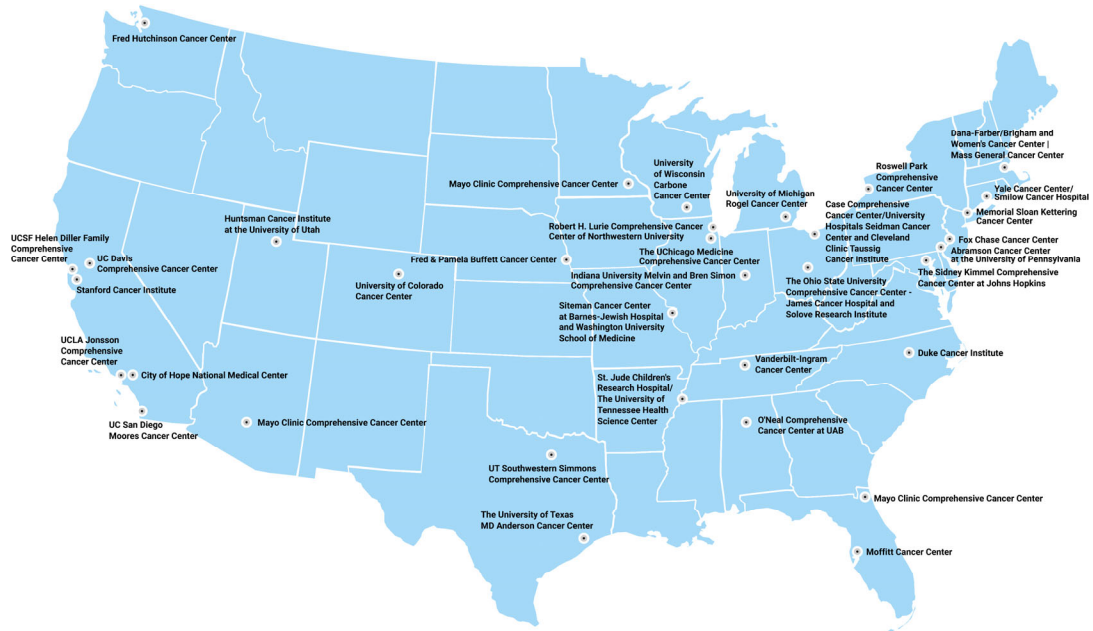 Fred Hutchinson Cancer Center
Dana-Farber/Brigham and
Women's Cancer Center |
Mass General Cancer Center
Roswell Park
Comprehensive
Cancer Center
University
of Wisconsin
Carbone
Cancer Center
Mayo Clinic Comprehensive Cancer Center
University of Michigan
Rogel Cancer Center
Yale Cancer Center/
Smilow Cancer Hospital
Memorial Sloan Kettering
Cancer Center
Case Comprehensive
Cancer Center/University
Hospitals Seidman Cancer
Center and Cleveland
Clinic Taussig
Cancer Institute
Huntsman Cancer Institute
at the University of Utah
Robert H. Lurie Comprehensive Cancer
Center of Northwestern University
UCSF Helen Diller Family
Comprehensive
Cancer Center
UC Davis
Comprehensive Cancer Center
Stanford Cancer Institute
Fred & Pamela Buffett Cancer Center
The UChicago Medicine
Comprehensive Cancer Center
Fox Chase Cancer Center
Abramson Cancer Center
at the University of Pennsylvania
The Sidney Kimmel Comprehensive
Cancer Center at Johns Hopkins
University of Colorado
Cancer Center
Indiana University Melvin and Bren Simon
Comprehensive Cancer Center
The Ohio State University
Comprehensive Cancer Center -
James Cancer Hospital and
Solove Research Institute
Siteman Cancer Center
at Barnes-Jewish Hospital
and Washington University
School of Medicine
UCLA Jonsson
Comprehensive
Cancer Center
City of Hope National Medical Center
Vanderbilt-Ingram
Cancer Center
Duke Cancer Institute
St. Jude Children's
Research Hospital/
The University of
Tennessee Health
Science Center
UC San Diego
Moores Cancer Center
Mayo Clinic Comprehensive Cancer Center
O'Neal Comprehensive
Cancer Center at UAB
UT Southwestern Simmons
Comprehensive Cancer Center
The University of Texas
MD Anderson Cancer Center
Mayo Clinic Comprehensive Cancer Center
Moffitt Cancer Center